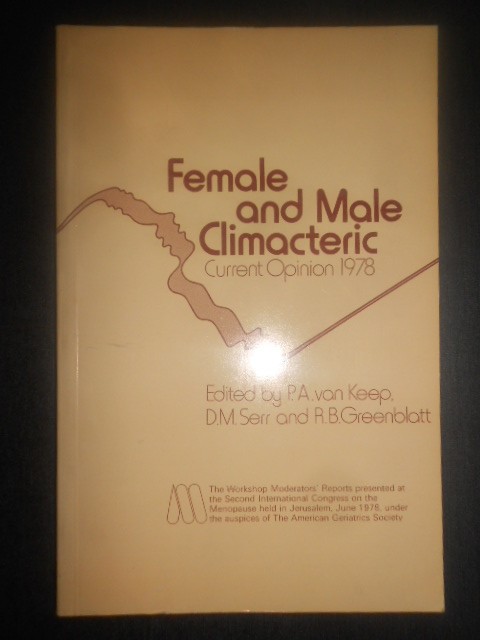 Female
and Male
Climacteric
Current Opinion 1978
Edited by P.A.van Keep,
D.M.Serr and R.B.Greenblatt
The Workshop Moderators' Reports presented at
the Second International Congress on the
Menopause held in Jerusalem, June 1978, under
the auspices of The American Geriatrics Society